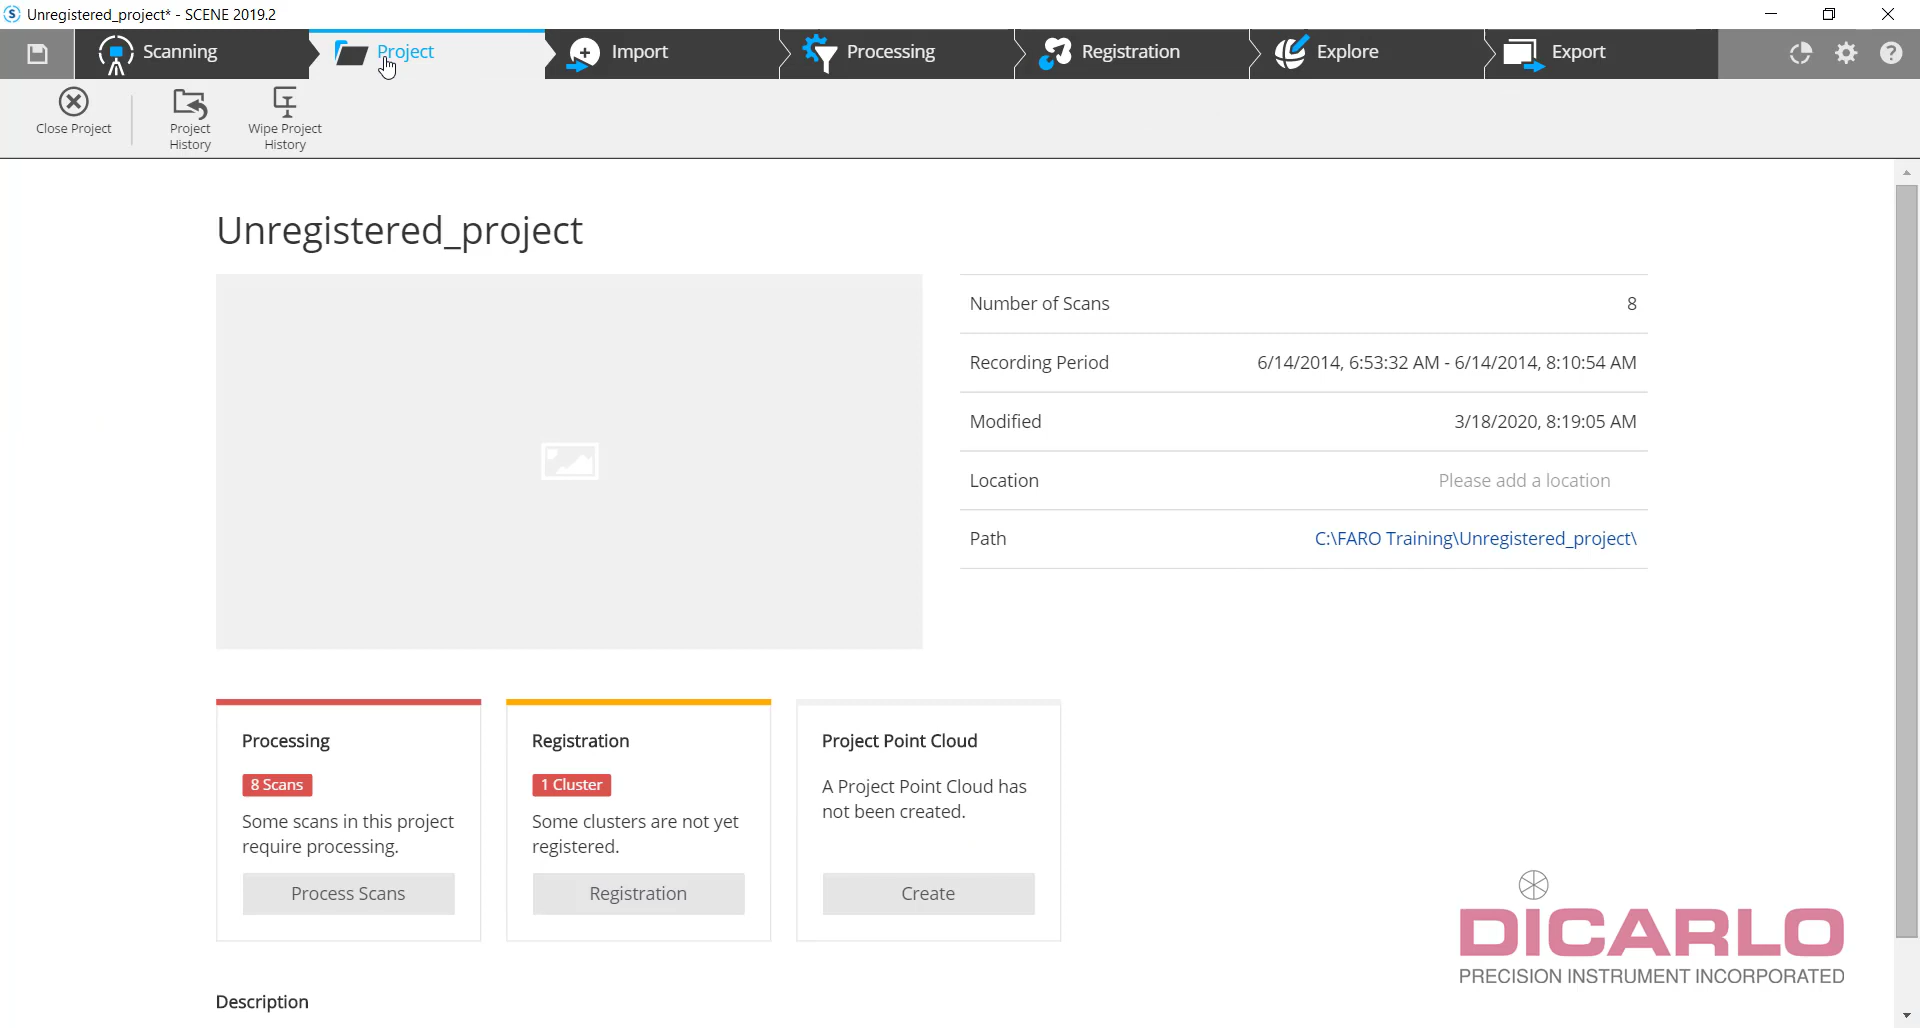 Unregistered_project* - SCENE 2019.2
Scanning
Project
Import
Processing
Registration
Explore
Export
Close Project
Project
History
Wipe Project
History
Unregistered_project
Number of Scans 8
Recording Period 6/14/2014, 6:53:32 AM - 6/14/2014, 8:10:54 AM
Modified 3/18/2020, 8:19:05 AM
Location Please add a location
Path C:\FARO Training\Unregistered_project\
Processing
8 Scans
Some scans in this project
require processing.
Process Scans
Registration
1 Cluster
Some clusters are not yet
registered.
Registration
Project Point Cloud
A Project Point Cloud has
not been created.
Create
DICARLO
PRECISION INSTRUMENT INCORPORATED
Description